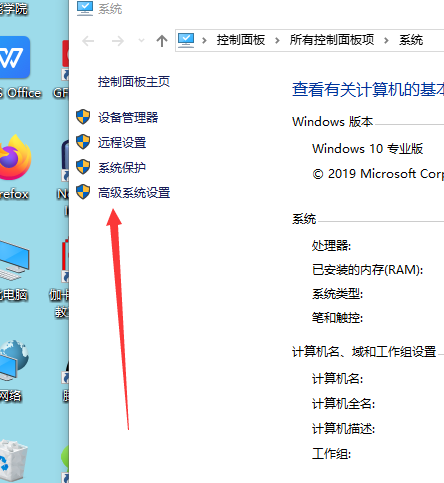 能学院
系统
控制面板 › 所有控制面板项 › 系统
W
S Office
GF
控制面板主页
设备管理器
远程设置
系统保护
高级系统设置
查看有关计算机的基本
Windows 版本
Windows 10 专业版
© 2019 Microsoft Corp
系统
处理器:
已安装的内存(RAM):
系统类型:
笔和触控:
计算机名、域和工作组设置
计算机名:
计算机全名:
计算机描述:
工作组:
refox
电脑
伽卡
教
网络